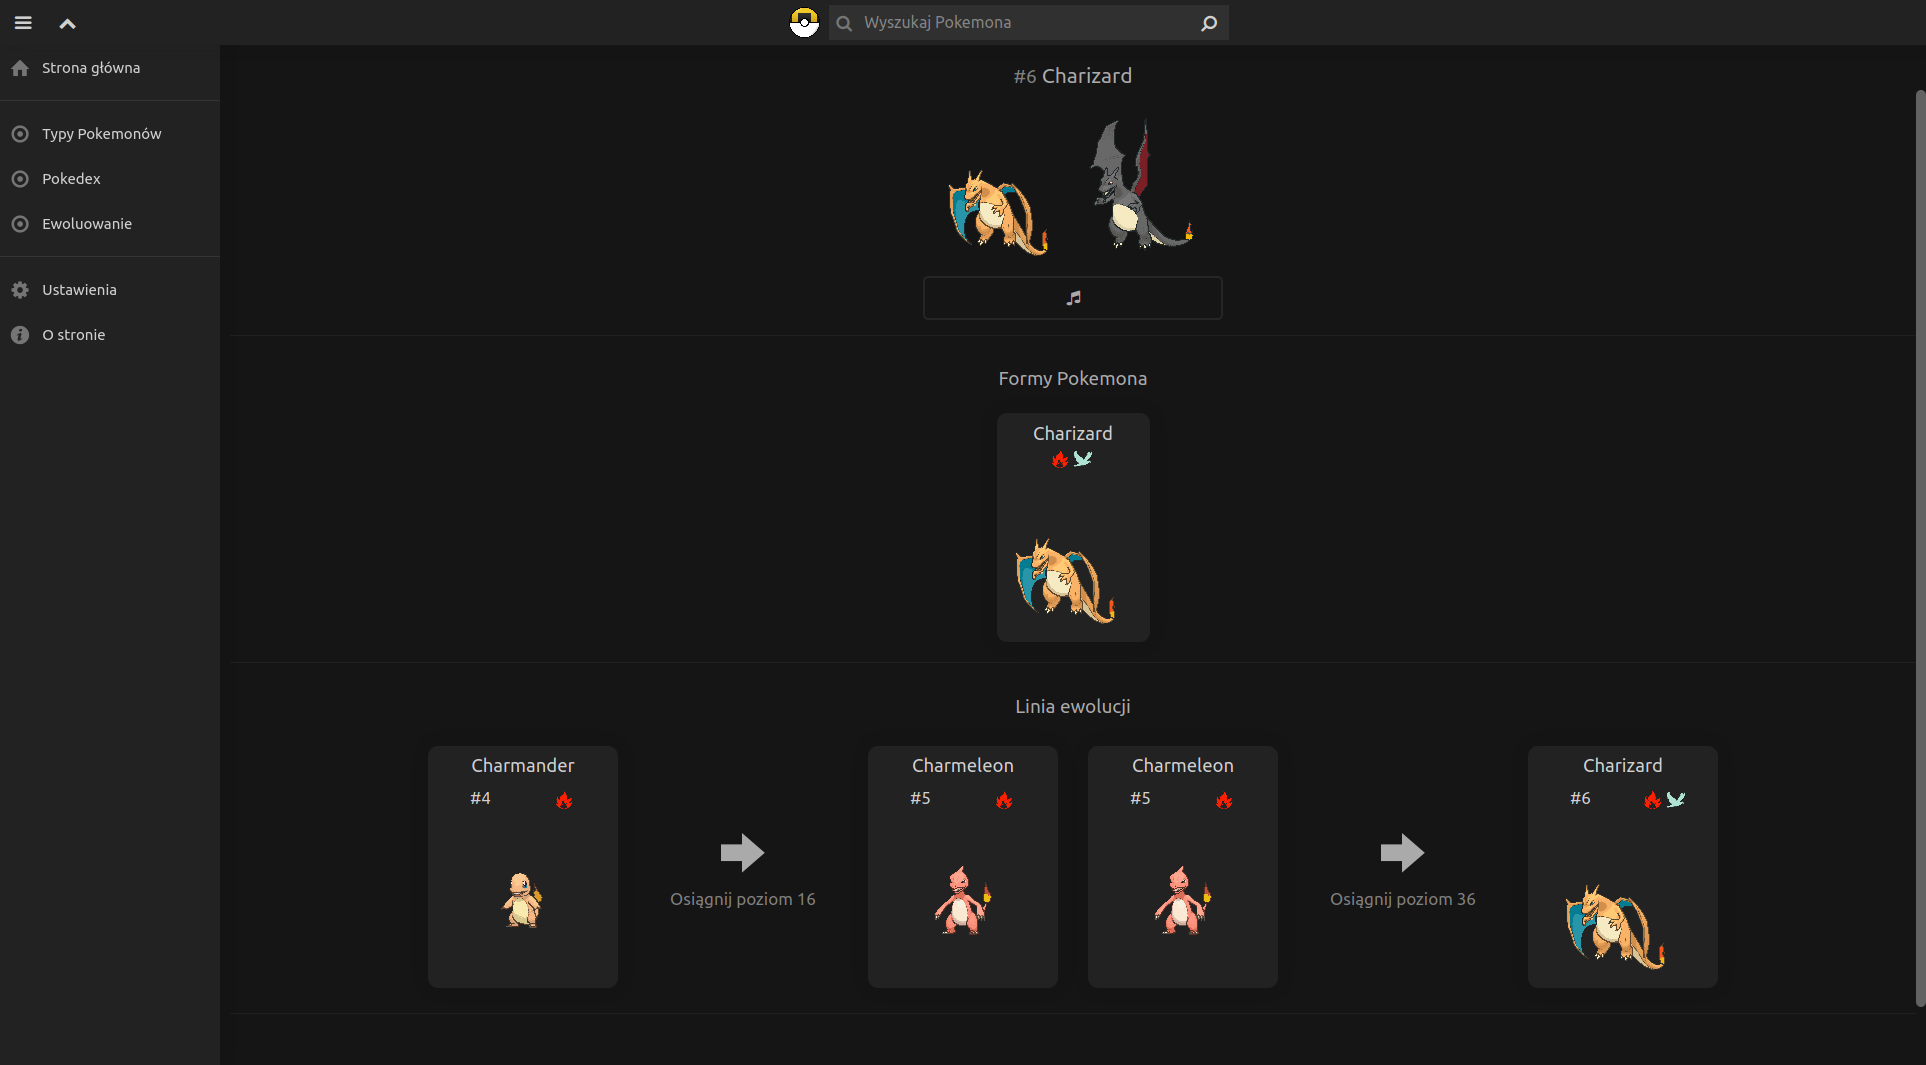 Wyszukaj Pokemona
Strona główna
Typy Pokemonów
Pokedex
Ewoluowanie
Ustawienia
O stronie
#6 Charizard
Formy Pokemona
Charizard
Linia ewolucji
Charmander
#4
Osiągnij poziom 16
Charmeleon
#5
Charmeleon
#5
Osiągnij poziom 36
Charizard
#6